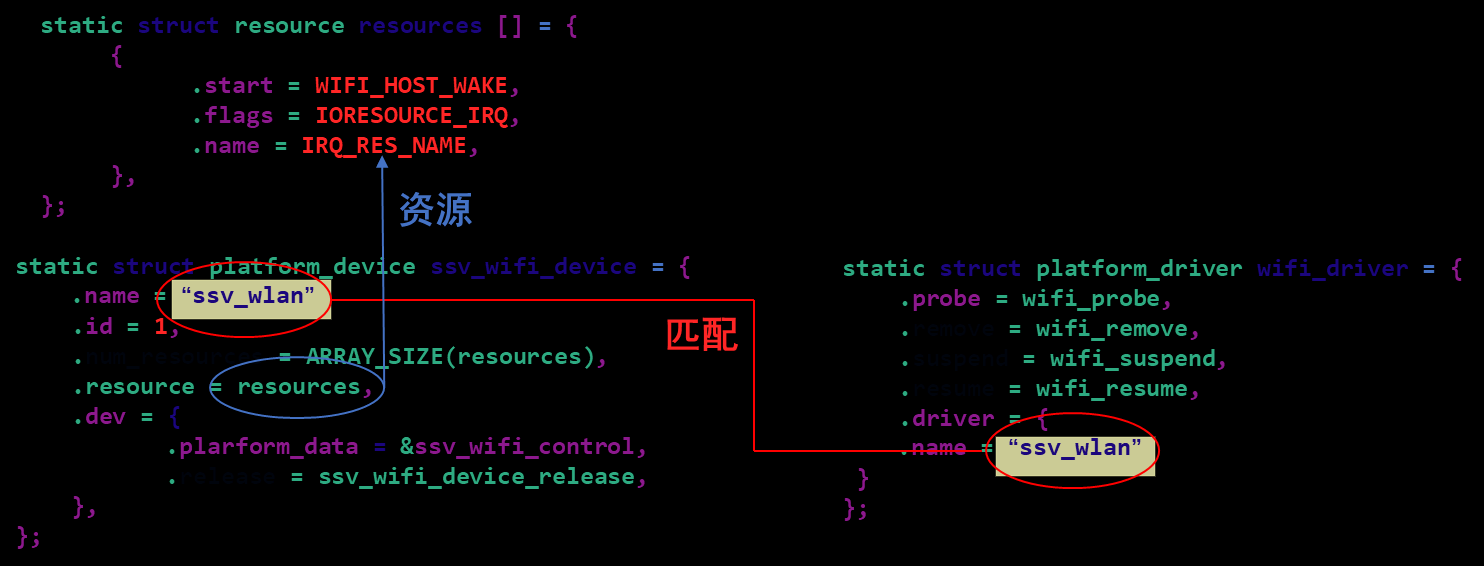 static struct resource resources [] = {
{
.start = WIFI_HOST_WAKE,
.flags = IORESOURCE_IRQ,
.name = IRQ_RES_NAME,
},
};
资源
static struct platform_device ssv_wifi_device = {
.name = “ssv_wlan”
.id = 1,
.num_resources = ARRAY_SIZE(resources),
.resource = resources,
.dev = {
.plarform_data = &ssv_wifi_control,
.release = ssv_wifi_device_release,
},
};
匹配
static struct platform_driver wifi_driver = {
.probe = wifi_probe,
.remove = wifi_remove,
.suspend = wifi_suspend,
.resume = wifi_resume,
.driver = {
.name = “ssv_wlan”
}
};